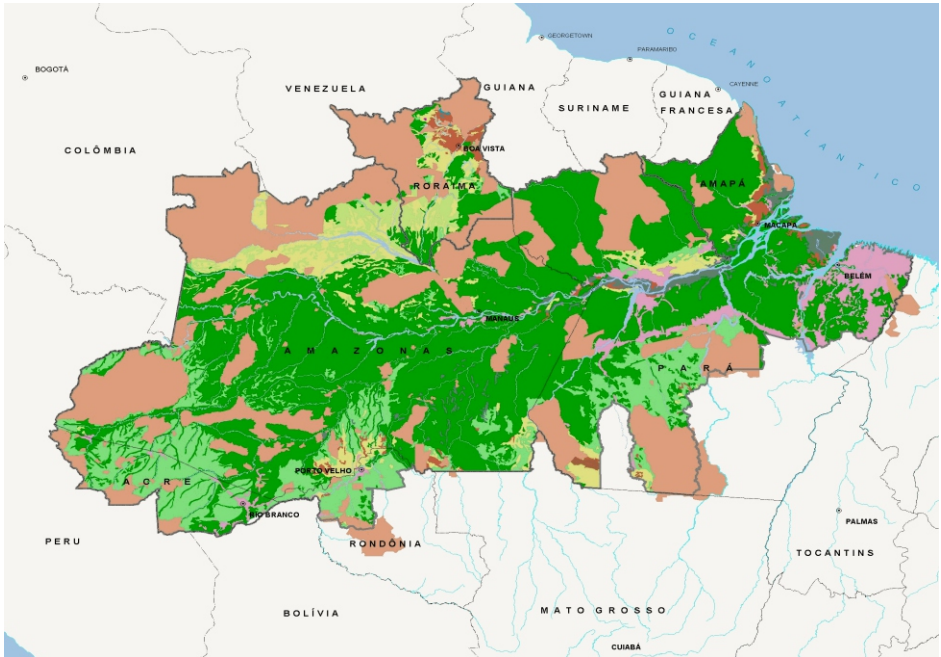 GEORGETOWN
PARAMARIBO
OCEANO ATLANTICO
BOGOTÁ
CAYENNE
VENEZUELA
GUIANA
GUIANA
FRANCESA
SURINAME
COLÔMBIA
BOA VISTA
RORAIMA
AMAPÁ
MACAPÁ
BELÉM
MANAUS
AMAZONAS
PARÁ
PORTO VELHO
ACRE
RIO BRANCO
PALMAS
PERU
RONDÔNIA
TOCANTINS
BOLÍVIA
MATO GROSSO
CUIABÁ